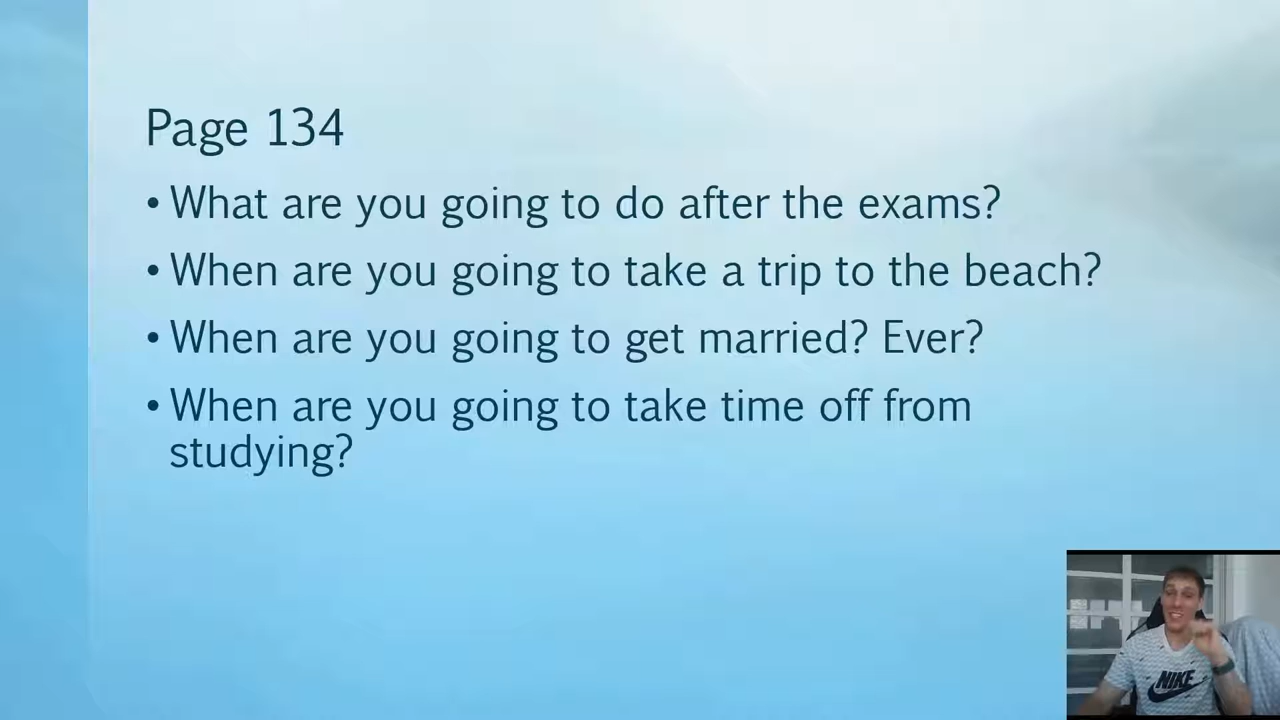 Page 134
• What are you going to do after the exams?
• When are you going to take a trip to the beach?
• When are you going to get married? Ever?
• When are you going to take time off from
studying?
NIKE